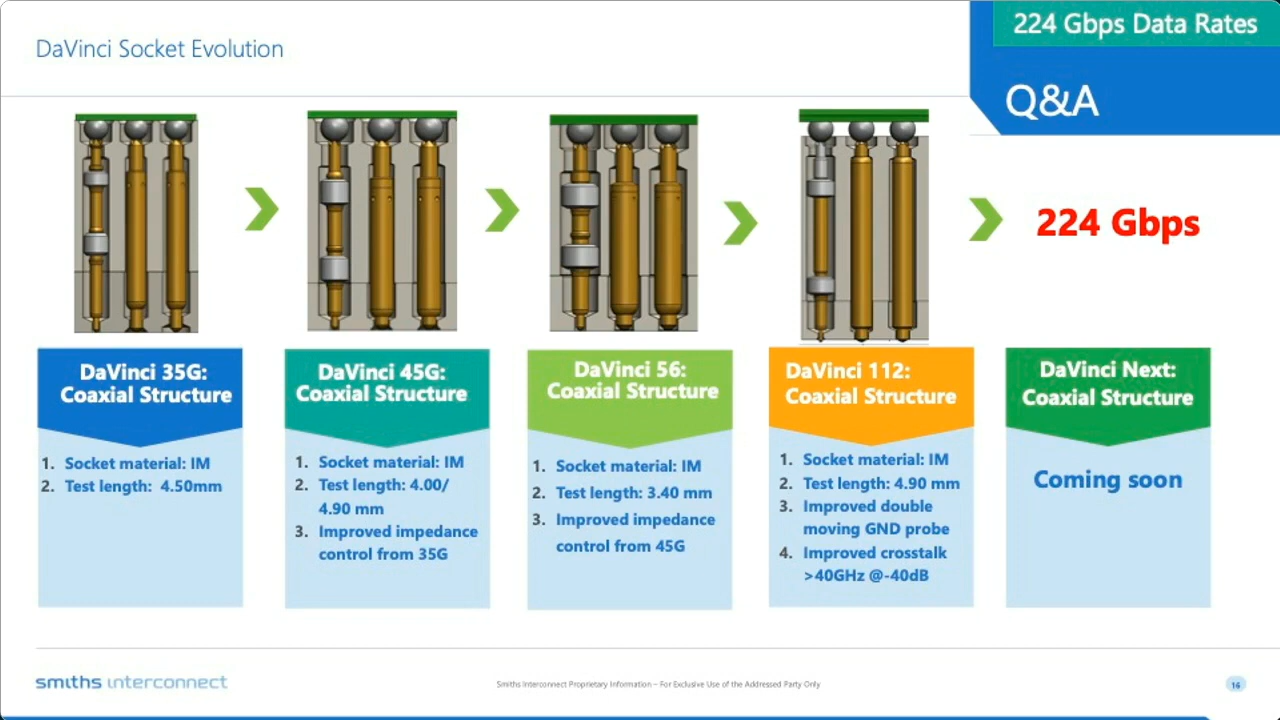 DaVinci Socket Evolution
224 Gbps Data Rates
Q&A
224 Gbps
DaVinci 35G:
Coaxial Structure
1. Socket material: IM
2. Test length: 4.50mm
DaVinci 45G:
Coaxial Structure
1. Socket material: IM
2. Test length: 4.00/
4.90 mm
3. Improved impedance
control from 35G
DaVinci 56:
Coaxial Structure
1. Socket material: IM
2. Test length: 3.40 mm
3. Improved impedance
control from 45G
DaVinci 112:
Coaxial Structure
1. Socket material: IM
2. Test length: 4.90 mm
3. Improved double
moving GND probe
4. Improved crosstalk
>40GHz @-40dB
DaVinci Next:
Coaxial Structure
Coming soon
smiths interconnect
Smiths Interconnect Proprietary Information – For Exclusive Use of the Addressed Party Only
16